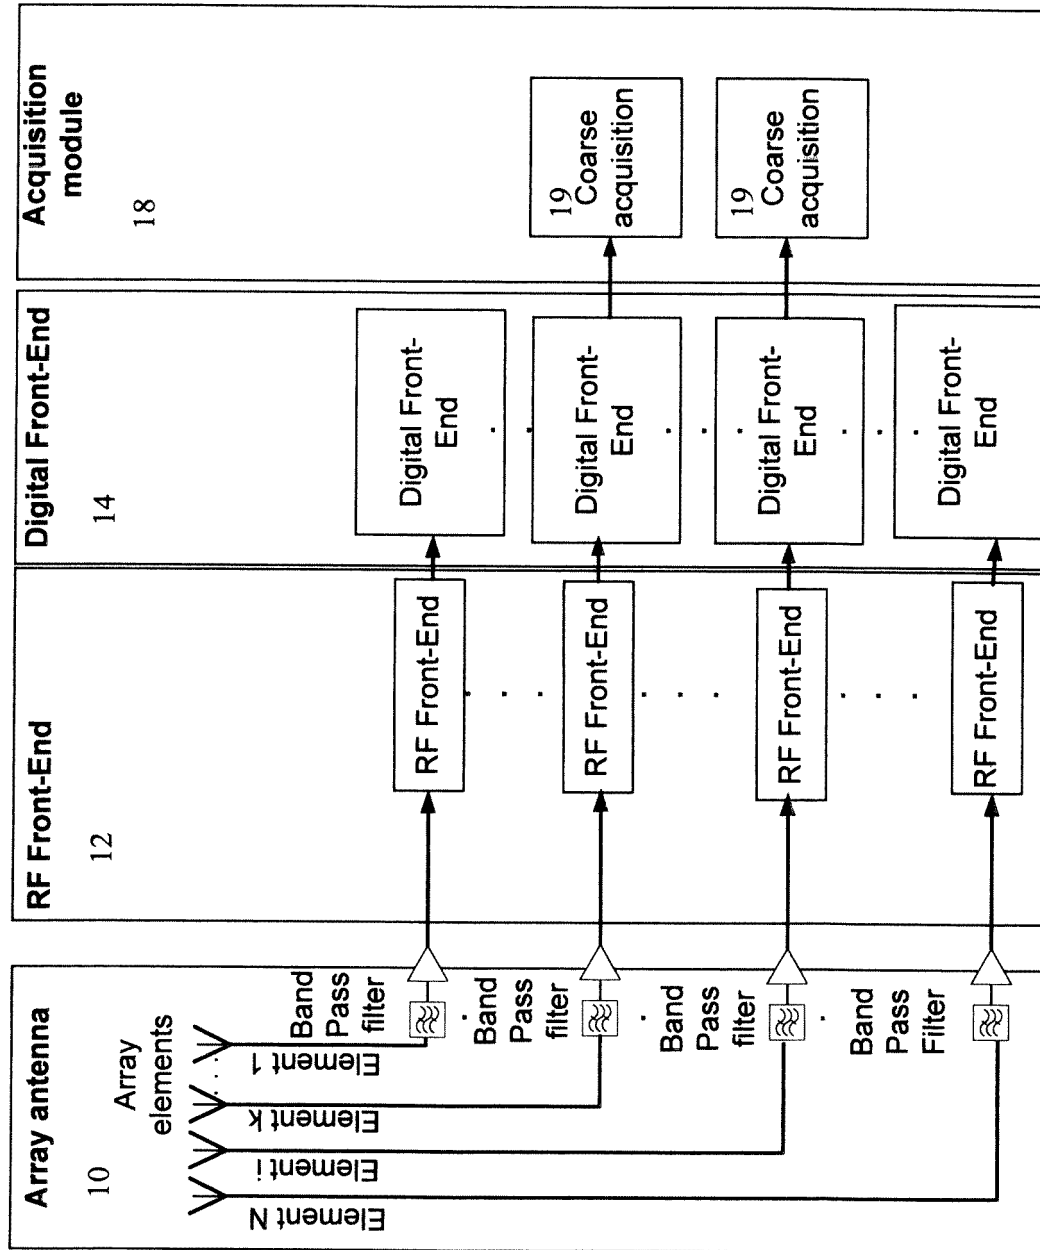 Array antenna
10
Array
elements
Element 1
Element k
Element i
Element N
Band
Pass
filter
Band
Pass
filter
Band
Pass
filter
Band
Pass
Filter
RF Front-End
12
RF Front-End
RF Front-End
RF Front-End
RF Front-End
Digital Front-End
14
Digital Front-
End
Digital Front-
End
Digital Front-
End
Digital Front-
End
Acquisition
module
18
19
Coarse
acquisition
19
Coarse
acquisition